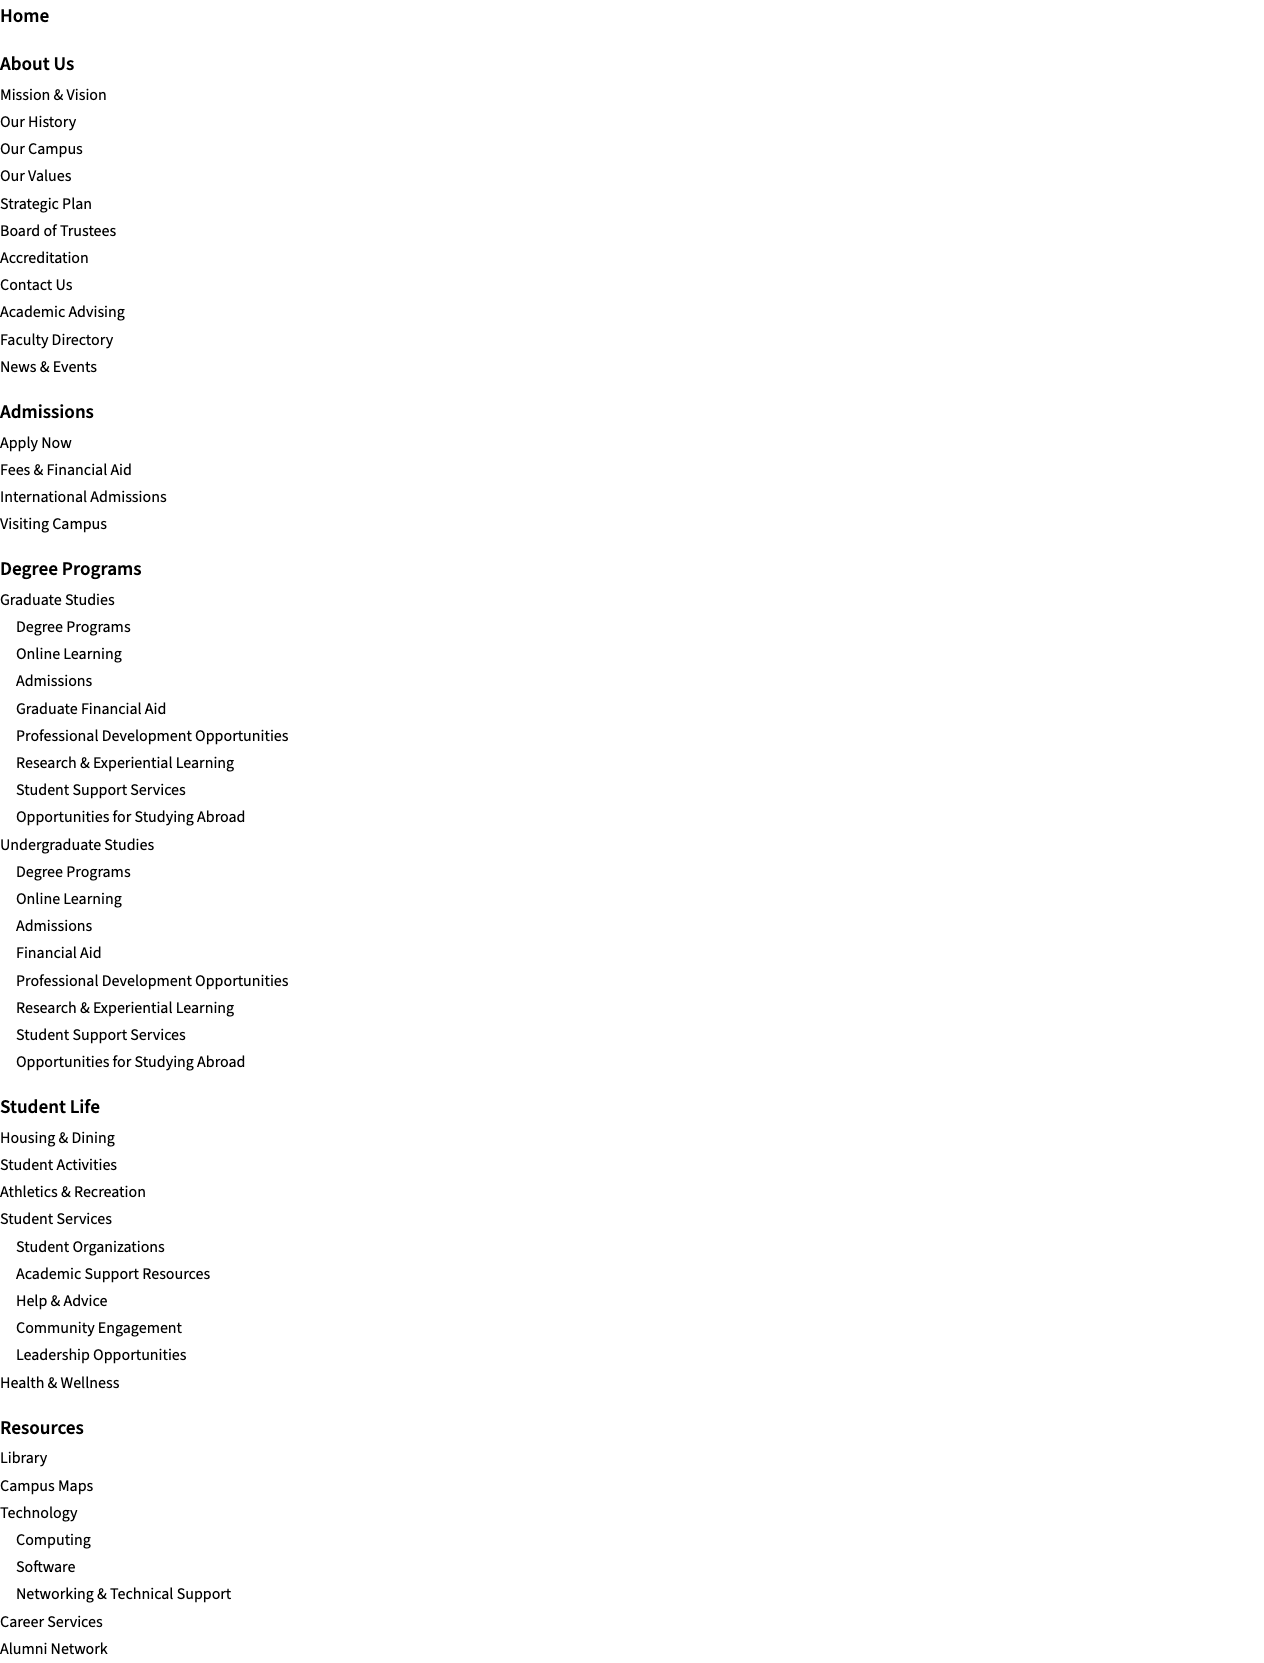 Home
About Us
Mission & Vision
Our History
Our Campus
Our Values
Strategic Plan
Board of Trustees
Accreditation
Contact Us
Academic Advising
Faculty Directory
News & Events
Admissions
Apply Now
Fees & Financial Aid
International Admissions
Visiting Campus
Degree Programs
Graduate Studies
Degree Programs
Online Learning
Admissions
Graduate Financial Aid
Professional Development Opportunities
Research & Experiential Learning
Student Support Services
Opportunities for Studying Abroad
Undergraduate Studies
Degree Programs
Online Learning
Admissions
Financial Aid
Professional Development Opportunities
Research & Experiential Learning
Student Support Services
Opportunities for Studying Abroad
Student Life
Housing & Dining
Student Activities
Athletics & Recreation
Student Services
Student Organizations
Academic Support Resources
Help & Advice
Community Engagement
Leadership Opportunities
Health & Wellness
Resources
Library
Campus Maps
Technology
Computing
Software
Networking & Technical Support
Career Services
Alumni Network